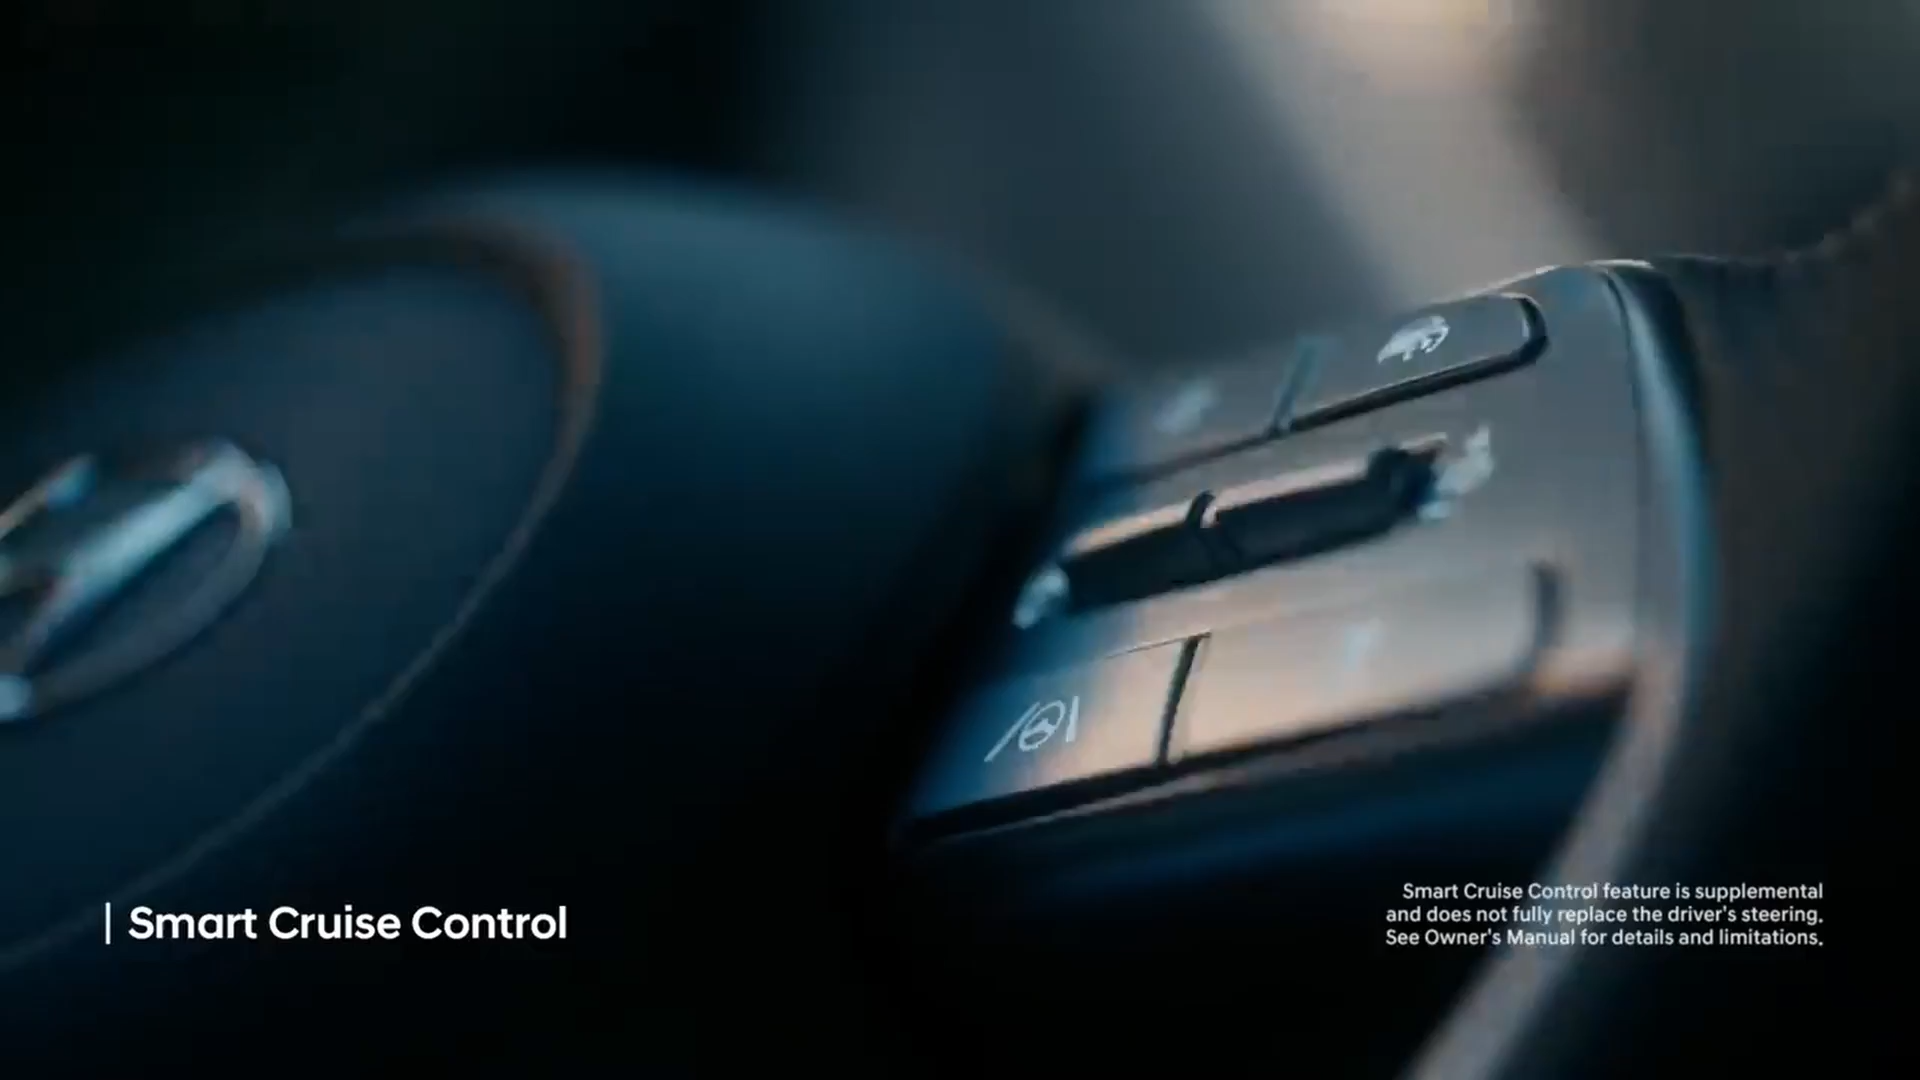 Smart Cruise Control
Smart Cruise Control feature is supplemental
and does not fully replace the driver's steering.
See Owner's Manual for details and limitations.